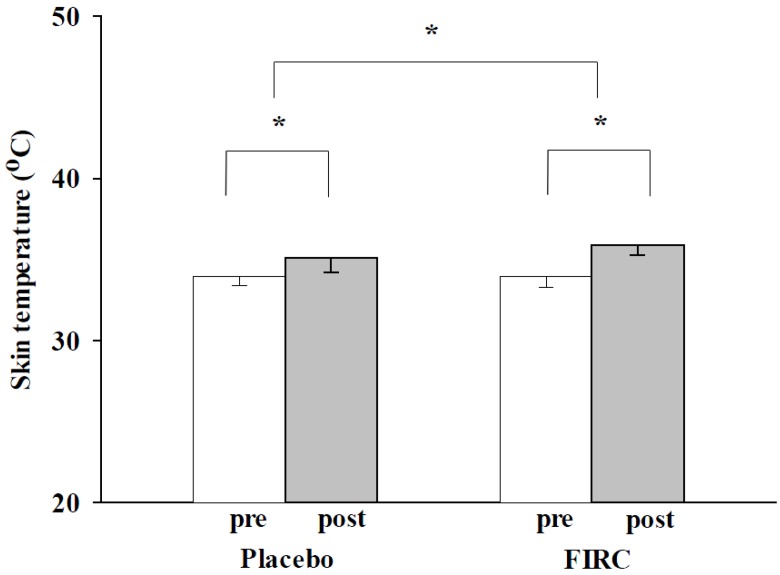 50
*
*
*
40
30
20
Skin temperature (⁰C)
pre post pre post
Placebo FIRC